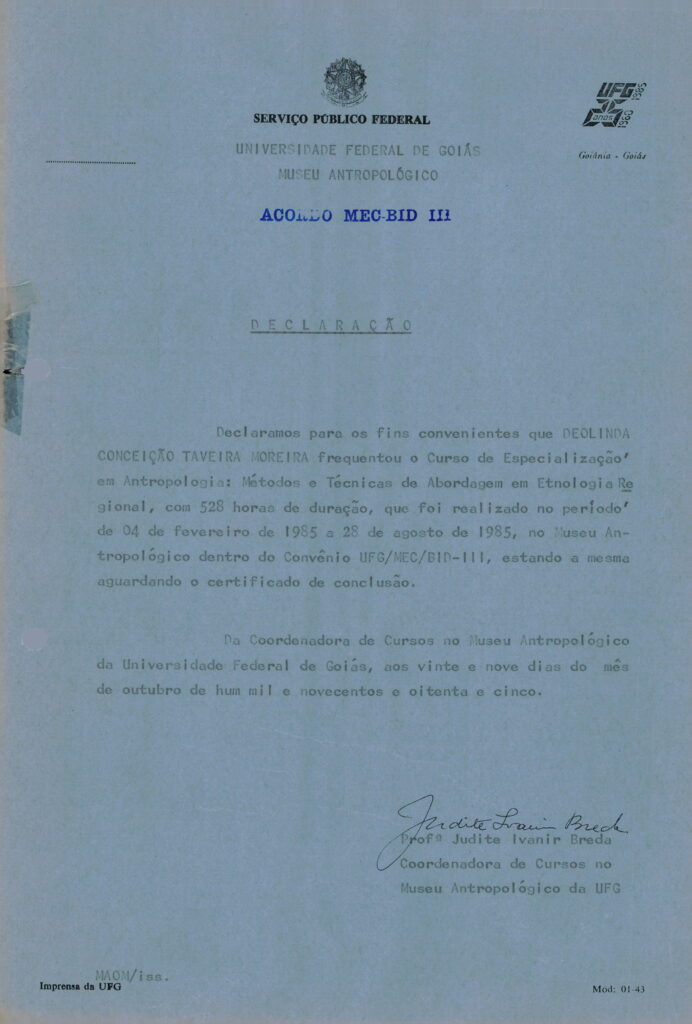 SERVIÇO PÚBLICO FEDERAL
UNIVERSIDADE FEDERAL DE GOIÁS
MUSEU ANTROPOLÓGICO
ACORDO MEC-BID III
UFG
anos
1960
1985
Goiânia - Goiás
DECLARAÇÃO
Declaramos para os fins convenientes que DEOLINDA
CONCEIÇÃO TAVEIRA MOREIRA frequentou o Curso de Especialização'
em Antropologia: Métodos e Técnicas de Abordagem em Etnologia Re
gional, com 528 horas de duração, que foi realizado no período'
de 04 de fevereiro de 1985 a 28 de agosto de 1985, no Museu An-
tropológico dentro do Convênio UFG/MEC/BID-III, estando a mesma
aguardando o certificado de conclusão.
Da Coordenadora de Cursos no Museu Antropológico
da Universidade Federal de Goiás, aos vinte e nove dias do mês
de outubro de hum mil e novecentos e oitenta e cinco.
Judite Ivanir Breda
Profª Judite Ivanir Breda
Coordenadora de Cursos no
Museu Antropológico da UFG
MAOM/iss.
Imprensa da UFG
Mod: 01-43